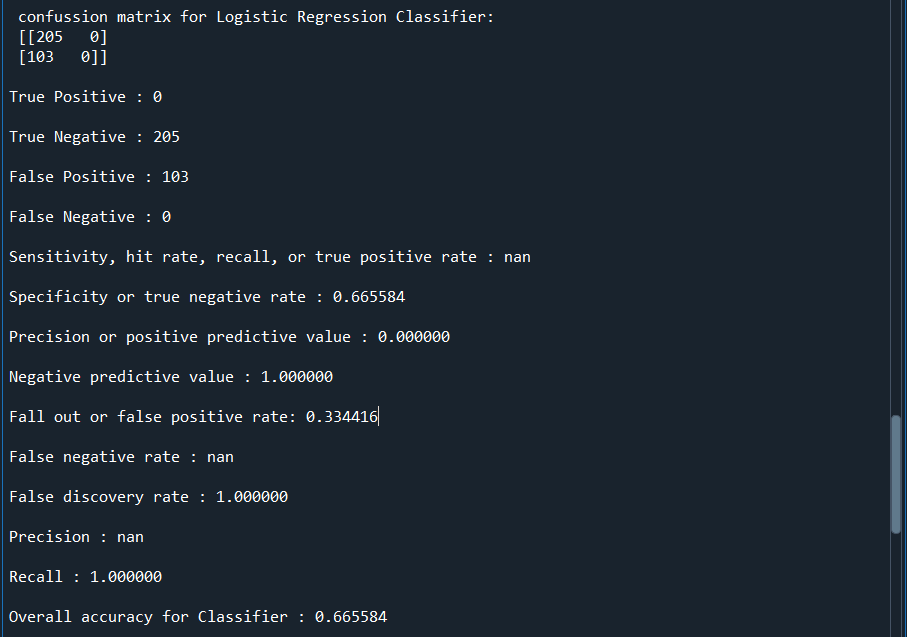 confussion matrix for Logistic Regression Classifier:
[[205   0]
[103   0]]
True Positive : 0
True Negative : 205
False Positive : 103
False Negative : 0
Sensitivity, hit rate, recall, or true positive rate : nan
Specificity or true negative rate : 0.665584
Precision or positive predictive value : 0.000000
Negative predictive value : 1.000000
Fall out or false positive rate: 0.334416
False negative rate : nan
False discovery rate : 1.000000
Precision : nan
Recall : 1.000000
Overall accuracy for Classifier : 0.665584